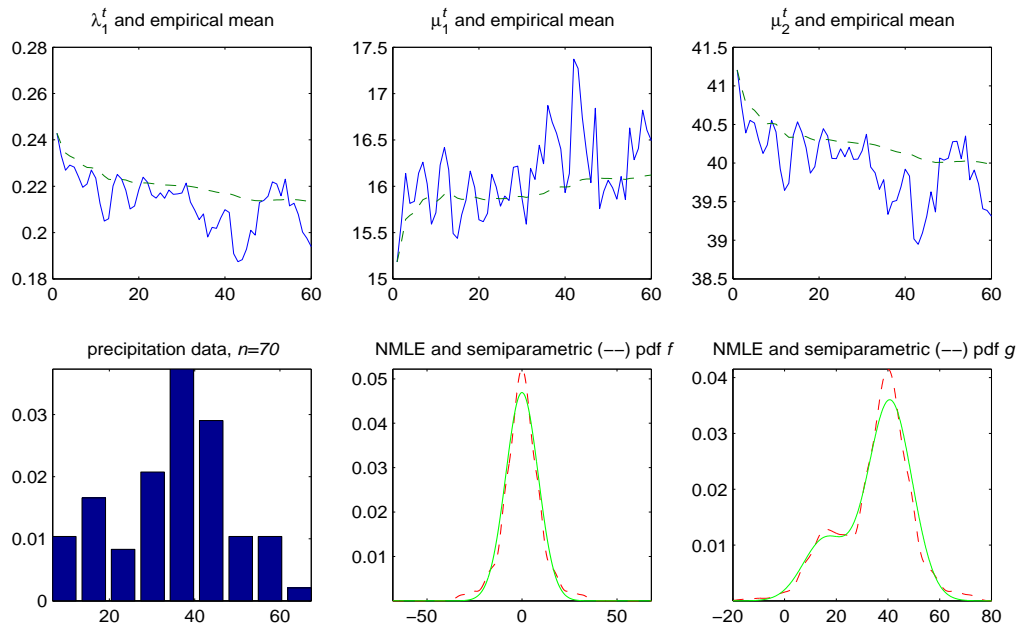 λ₁ᵗ and empirical mean
0.28
0.26
0.24
0.22
0.2
0.18
0 20 40 60
μ₁ᵗ and empirical mean
17.5
17
16.5
16
15.5
15
0 20 40 60
μ₂ᵗ and empirical mean
41.5
41
40.5
40
39.5
39
38.5
0 20 40 60
precipitation data, n=70
0.03
0.02
0.01
0
20 40 60
NMLE and semiparametric (−−) pdf f
0.05
0.04
0.03
0.02
0.01
−50 0 50
NMLE and semiparametric (−−) pdf g
0.04
0.03
0.02
0.01
−20 0 20 40 60 80